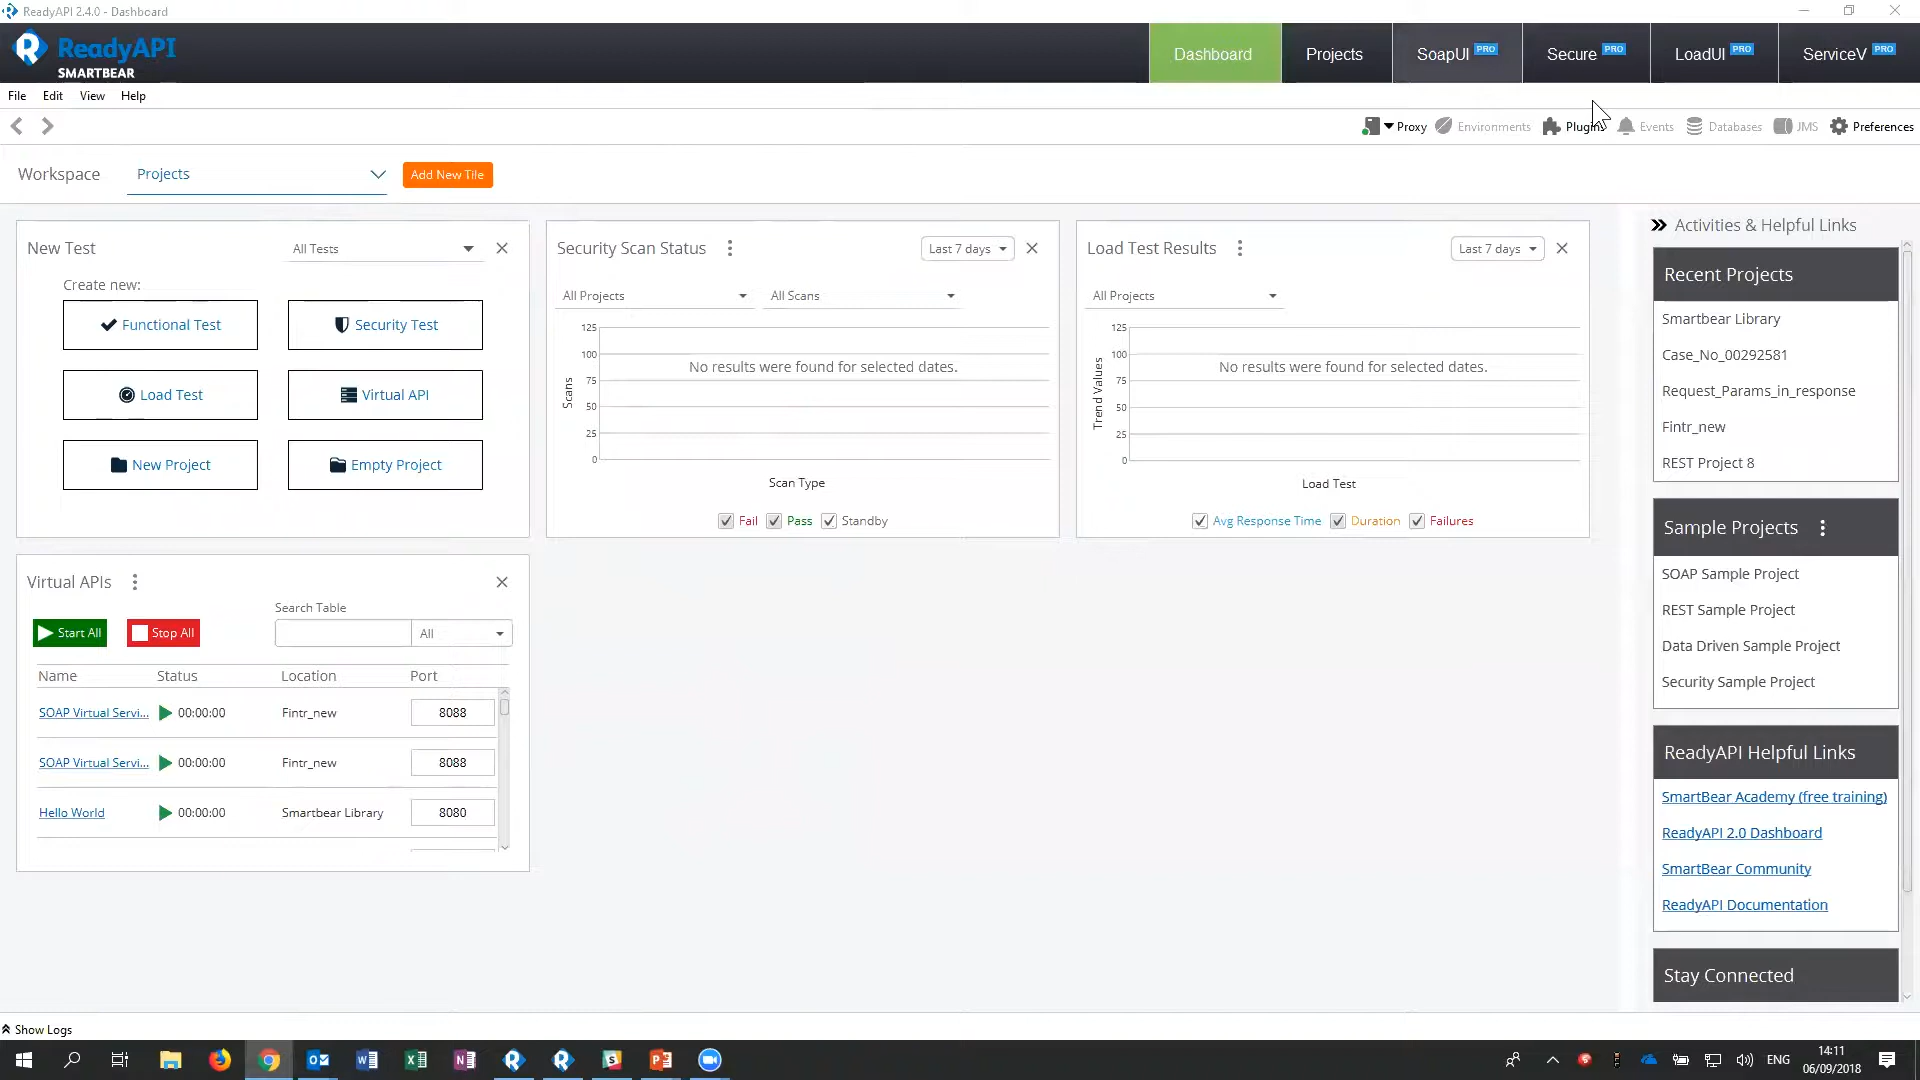 ReadyAPI 2.4.0 - Dashboard
ReadyAPI
SMARTBEAR
Dashboard
Projects
SoapUI PRO
Secure PRO
LoadUI PRO
ServiceV PRO
File Edit View Help
Proxy Environments Plugins Events Databases JMS Preferences
Workspace Projects Add New Tile
New Test All Tests
Create new:
Functional Test Security Test
Load Test Virtual API
New Project Empty Project
Security Scan Status Last 7 days
All Projects All Scans
125
100
75
50
25
0
Scans
No results were found for selected dates.
Scan Type
Fail Pass Standby
Load Test Results Last 7 days
All Projects
125
100
75
50
25
0
Trend Values
No results were found for selected dates.
Load Test
Avg Response Time Duration Failures
Virtual APIs
Search Table
Start All Stop All All
Name Status Location Port
SOAP Virtual Servi... 00:00:00 Fintr_new 8088
SOAP Virtual Servi... 00:00:00 Fintr_new 8088
Hello World 00:00:00 Smartbear Library 8080
Activities & Helpful Links
Recent Projects
Smartbear Library
Case_No_00292581
Request_Params_in_response
Fintr_new
REST Project 8
Sample Projects
SOAP Sample Project
REST Sample Project
Data Driven Sample Project
Security Sample Project
ReadyAPI Helpful Links
SmartBear Academy (free training)
ReadyAPI 2.0 Dashboard
SmartBear Community
ReadyAPI Documentation
Stay Connected
Show Logs
ENG
14:11
06/09/2018